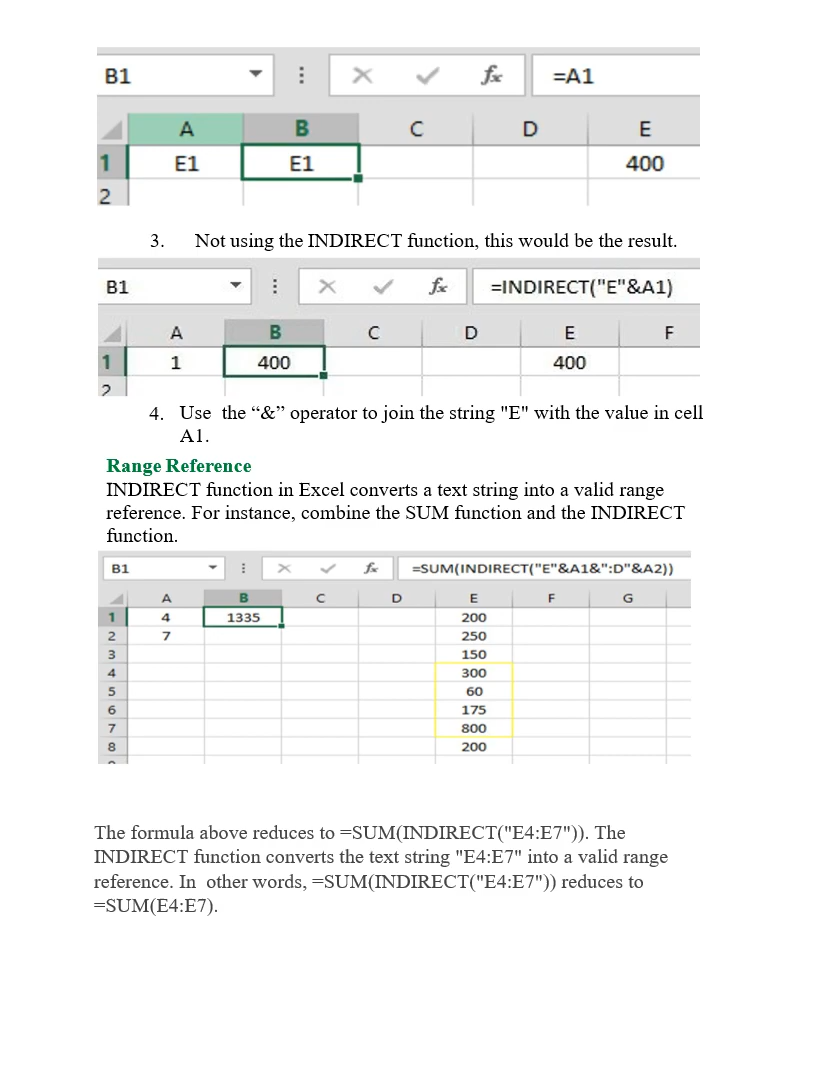 B1 fx =A1
A B C D E
1 E1 E1 400
2
3. Not using the INDIRECT function, this would be the result.
B1 fx =INDIRECT("E"&A1)
A B C D E F
1 1 400 400
2
4. Use the “&” operator to join the string "E" with the value in cell
A1.
Range Reference
INDIRECT function in Excel converts a text string into a valid range
reference. For instance, combine the SUM function and the INDIRECT
function.
B1 fx =SUM(INDIRECT("E"&A1&":D"&A2))
A B C D E F G
1 4 1335 200
2 7 250
3 150
4 300
5 60
6 175
7 800
8 200
The formula above reduces to =SUM(INDIRECT("E4:E7")). The
INDIRECT function converts the text string "E4:E7" into a valid range
reference. In other words, =SUM(INDIRECT("E4:E7")) reduces to
=SUM(E4:E7).